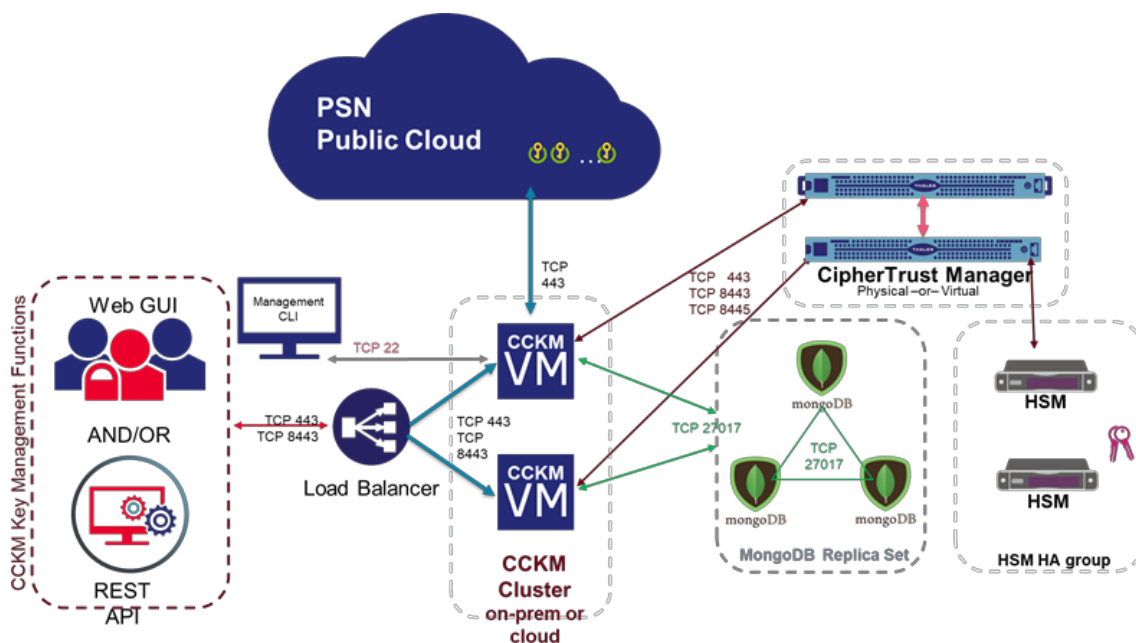 PSN
Public Cloud
...
TCP
443
THALES
THALES
CipherTrust Manager
Physical –or– Virtual
TCP 443
TCP 8443
TCP 8445
CCKM Key Management Functions
Web GUI
AND/OR
REST
API
Management
CLI
TCP 22
TCP 443
TCP 8443
Load Balancer
CCKM
VM
TCP 443
TCP
8443
CCKM
VM
CCKM
Cluster
on-prem or
cloud
TCP 27017
mongoDB
TCP
27017
mongoDB
mongoDB
MongoDB Replica Set
HSM
HSM
HSM HA group